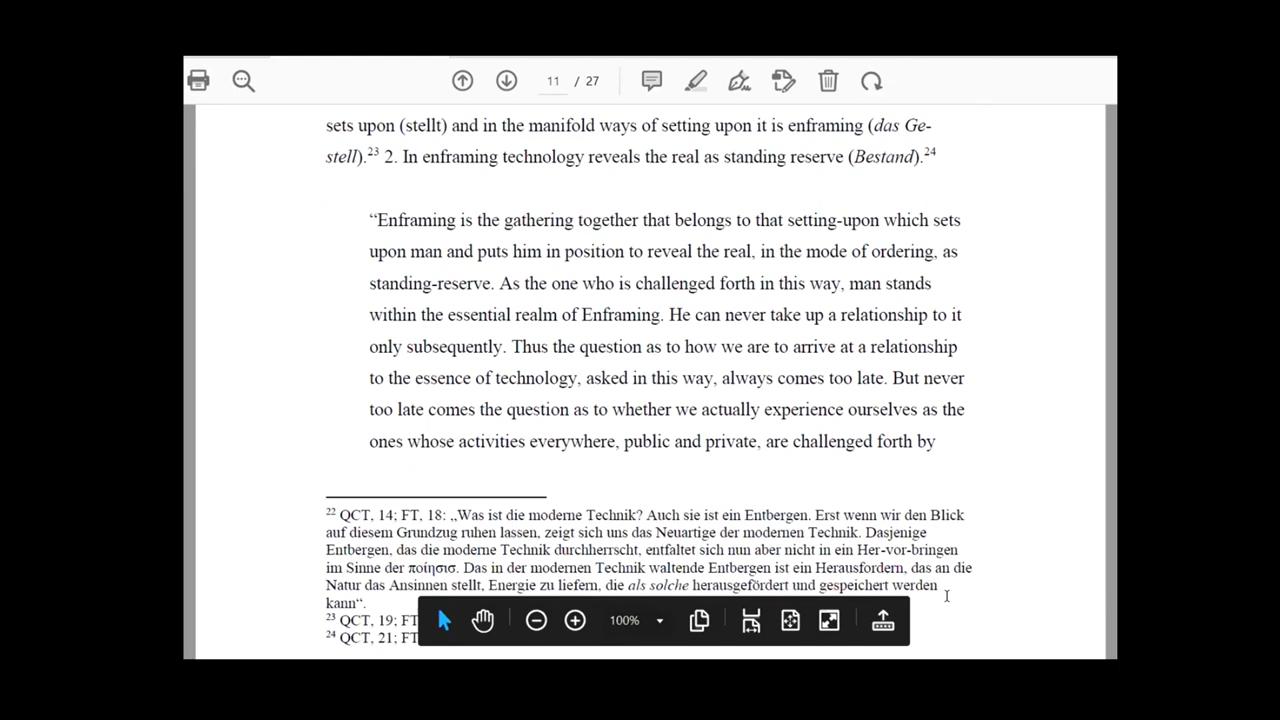 11 / 27
sets upon (stellt) and in the manifold ways of setting upon it is enframing (das Ge-
stell).23 2. In enframing technology reveals the real as standing reserve (Bestand).24
“Enframing is the gathering together that belongs to that setting-upon which sets
upon man and puts him in position to reveal the real, in the mode of ordering, as
standing-reserve. As the one who is challenged forth in this way, man stands
within the essential realm of Enframing. He can never take up a relationship to it
only subsequently. Thus the question as to how we are to arrive at a relationship
to the essence of technology, asked in this way, always comes too late. But never
too late comes the question as to whether we actually experience ourselves as the
ones whose activities everywhere, public and private, are challenged forth by
22 QCT, 14; FT, 18: „Was ist die moderne Technik? Auch sie ist ein Entbergen. Erst wenn wir den Blick
auf diesem Grundzug ruhen lassen, zeigt sich uns das Neuartige der modernen Technik. Dasjenige
Entbergen, das die moderne Technik durchherrscht, entfaltet sich nun aber nicht in ein Her-vor-bringen
im Sinne der ποίησισ. Das in der modernen Technik waltende Entbergen ist ein Herausfordern, das an die
Natur das Ansinnen stellt, Energie zu liefern, die als solche herausgefördert und gespeichert werden
kann“.
23 QCT, 19; FT
24 QCT, 21; FT
100%